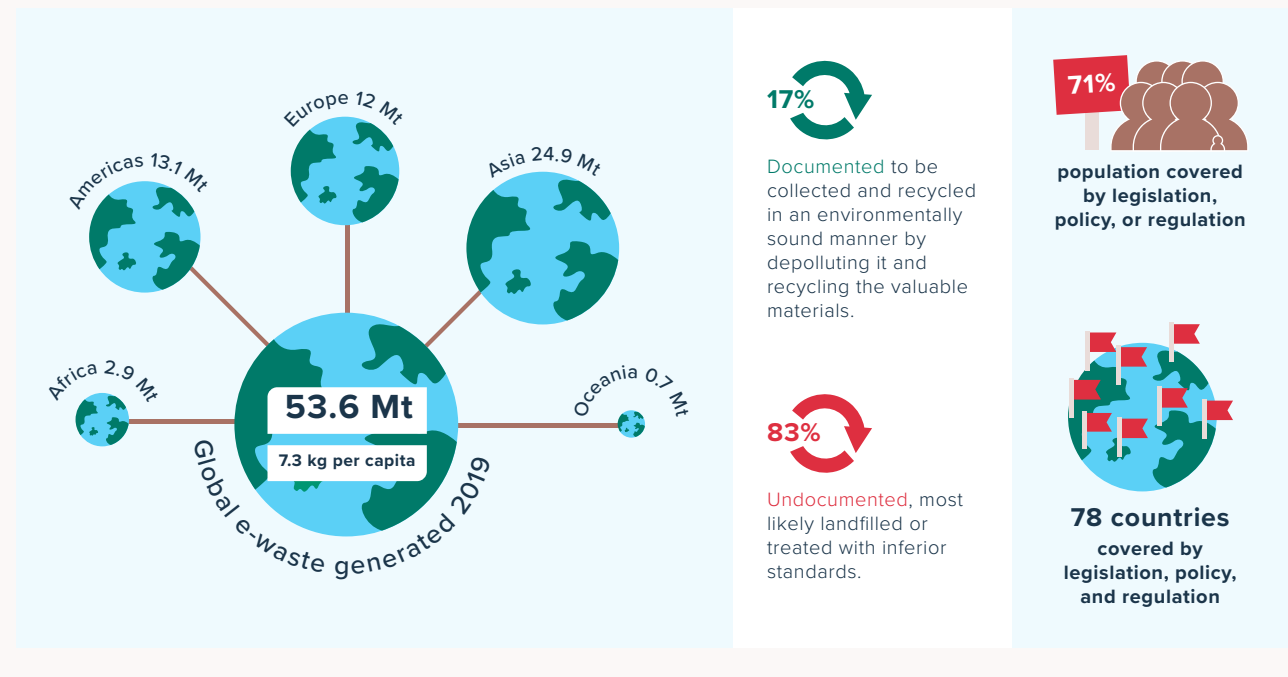 Americas 13.1 Mt
Europe 12 Mt
Asia 24.9 Mt
Africa 2.9 Mt
Oceania 0.7 Mt
53.6 Mt
7.3 kg per capita
Global e-waste generated 2019
17%
Documented to be
collected and recycled
in an environmentally
sound manner by
depolluting it and
recycling the valuable
materials.
83%
Undocumented, most
likely landfilled or
treated with inferior
standards.
71%
population covered
by legislation,
policy, or regulation
78 countries
covered by
legislation, policy,
and regulation